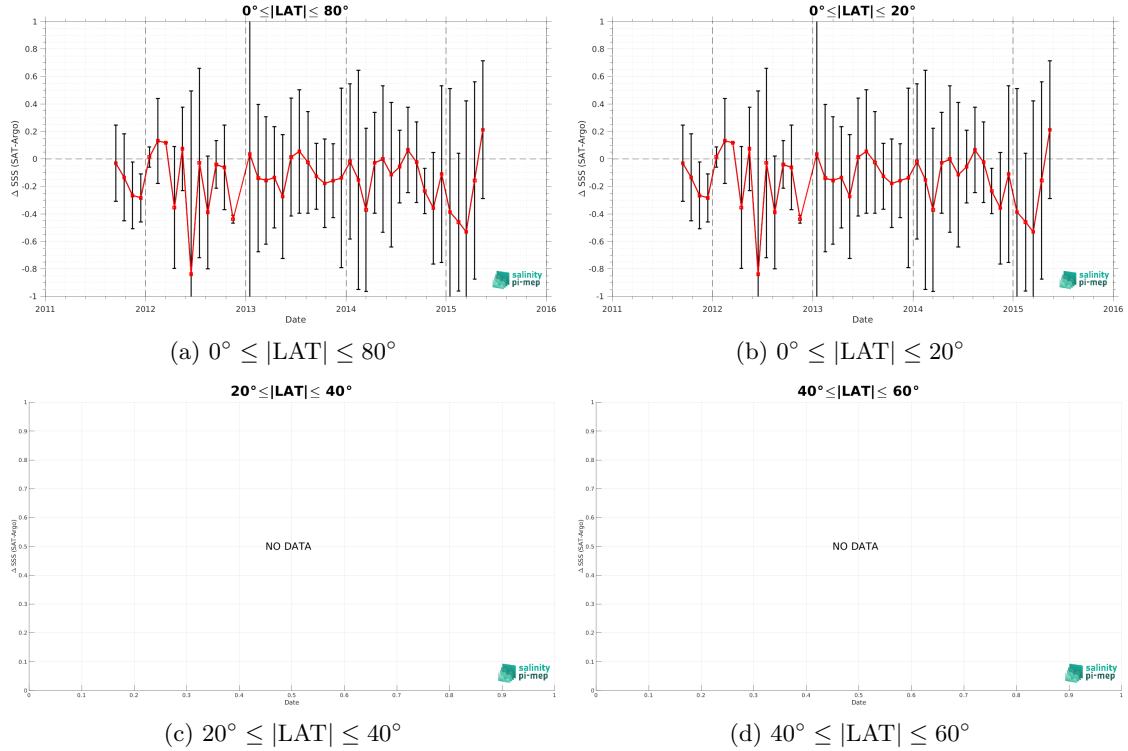 0°≤|LAT|≤ 80°
1
0.8
0.6
0.4
0.2
0
-0.2
-0.4
-0.6
-0.8
-1
Δ SSS (SAT-Argo)
2011 2012 2013 2014 2015 2016
Date
salinity
pi-mep
(a) 0° ≤ |LAT| ≤ 80°
0°≤|LAT|≤ 20°
1
0.8
0.6
0.4
0.2
0
-0.2
-0.4
-0.6
-0.8
-1
Δ SSS (SAT-Argo)
2011 2012 2013 2014 2015 2016
Date
salinity
pi-mep
(b) 0° ≤ |LAT| ≤ 20°
20°≤|LAT|≤ 40°
1
0.9
0.8
0.7
0.6
0.5
0.4
0.3
0.2
0.1
0
Δ SSS (SAT-Argo)
NO DATA
0 0.1 0.2 0.3 0.4 0.5 0.6 0.7 0.8 0.9 1
Date
salinity
pi-mep
(c) 20° ≤ |LAT| ≤ 40°
40°≤|LAT|≤ 60°
1
0.9
0.8
0.7
0.6
0.5
0.4
0.3
0.2
0.1
0
Δ SSS (SAT-Argo)
NO DATA
0 0.1 0.2 0.3 0.4 0.5 0.6 0.7 0.8 0.9 1
Date
salinity
pi-mep
(d) 40° ≤ |LAT| ≤ 60°